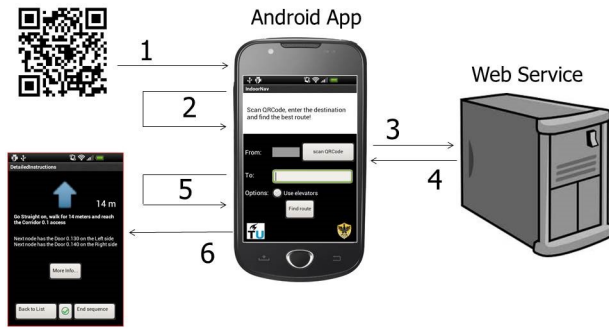 Android App
Web Service
1
2
3
4
5
6
IndoorNav
Scan QRCode, enter the destination
and find the best route!
From:
scan QRCode
To:
Options:
Use elevators
Find route
TU
DetailedInstructions
14 m
Go Straight on, walk for 14 meters and reach
the Corridor 0.1 access
Next node has the Door 0.130 on the Left side
Next node has the Door 0.140 on the Right side
More Info...
Back to List
End sequence